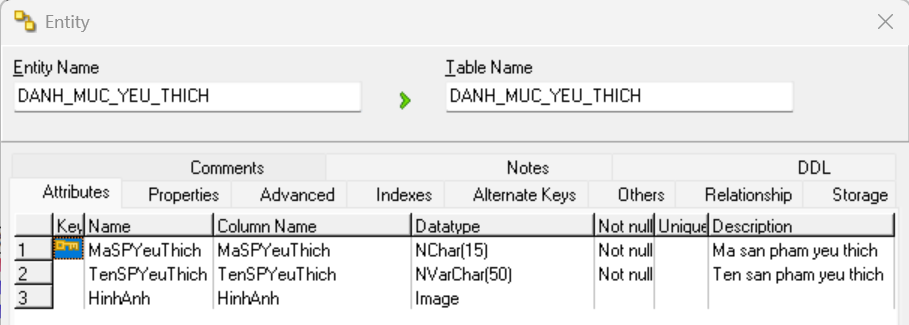 Entity
Entity Name Table Name
DANH_MUC_YEU_THICH DANH_MUC_YEU_THICH
Comments Notes DDL
Attributes Properties Advanced Indexes Alternate Keys Others Relationship Storage
Key Name Column Name Datatype Not null Unique Description
1 MaSPYeuThich MaSPYeuThich NChar(15) Not null Ma san pham yeu thich
2 TenSPYeuThich TenSPYeuThich NVarChar(50) Not null Ten san pham yeu thich
3 HinhAnh HinhAnh Image